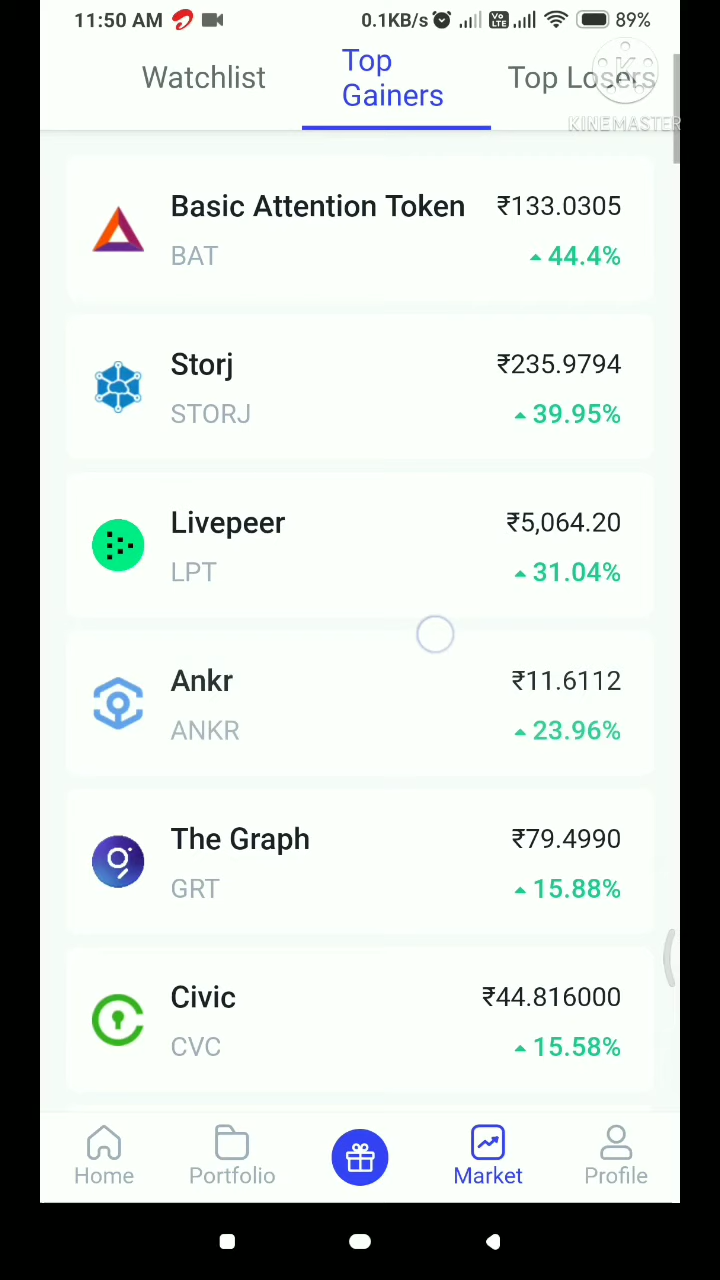 11:50 AM 0.1KB/s Vo LTE 89%
Watchlist Top Gainers Top Losers
KINEMASTER
Basic Attention Token ₹133.0305
BAT 44.4%
Storj ₹235.9794
STORJ 39.95%
Livepeer ₹5,064.20
LPT 31.04%
Ankr ₹11.6112
ANKR 23.96%
The Graph ₹79.4990
GRT 15.88%
Civic ₹44.816000
CVC 15.58%
Home Portfolio Market Profile